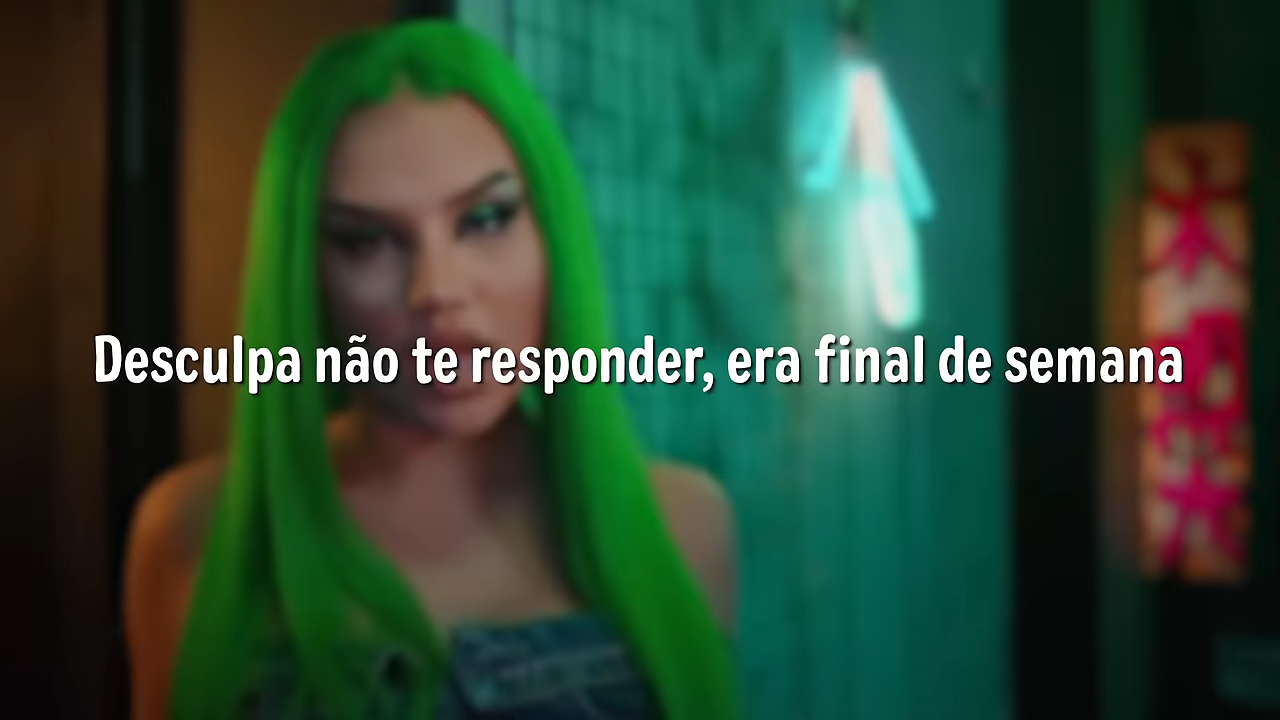 Desculpa não te responder, era final de semana